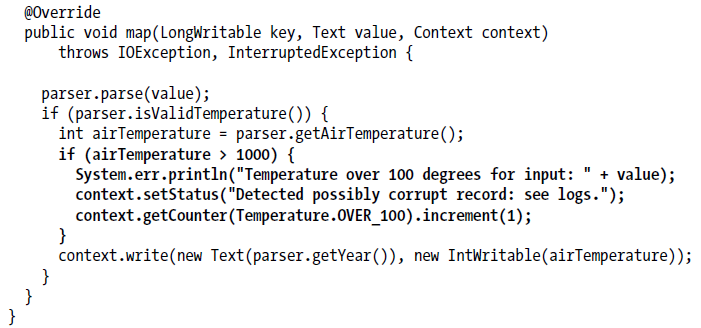 @Override
public void map(LongWritable key, Text value, Context context)
throws IOException, InterruptedException {
parser.parse(value);
if (parser.isValidTemperature()) {
int airTemperature = parser.getAirTemperature();
if (airTemperature > 1000) {
System.err.println("Temperature over 100 degrees for input: " + value);
context.setStatus("Detected possibly corrupt record: see logs.");
context.getCounter(Temperature.OVER_100).increment(1);
}
context.write(new Text(parser.getYear()), new IntWritable(airTemperature));
}
}
}